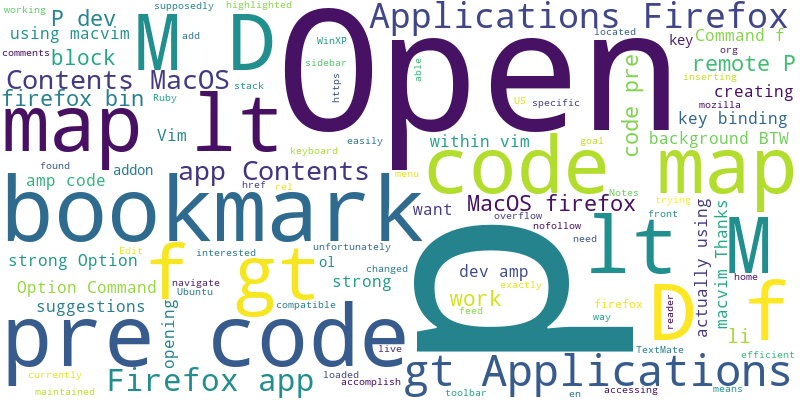 working
supposedly
highlighted
P dev
add
using macvim
M D
Open
Applications Firefox
WinXP
located
key
Command f
comments
block
sidebar
able
org
remote P
Contents MacOS
stack
https
code pre
inserting
firefox bin
Ruby
US
specific
mozilla
creating
map lt
Vim
easily
keyboard
within vim
goal
key binding
background BTW
found
addon
app Contents
menu
code map
amp code
href
rel
want
MacOS firefox
Notes
trying
bookmark
overflow
nofollow
front
actually using
macvim Thanks
lt M
Edit
interested
unfortunately
need
strong Option
f gt
ol
changed
P
dev amp
home
navigate
strong
exactly
Option Command
Ubuntu
compatible
work
firefox
D f
suggestions
feed
way
reader
pre code
opening
li
live
TextMate
efficient
currently
Firefox app
loaded
gt Applications
accomplish
maintained
toolbar
en
accessing
means